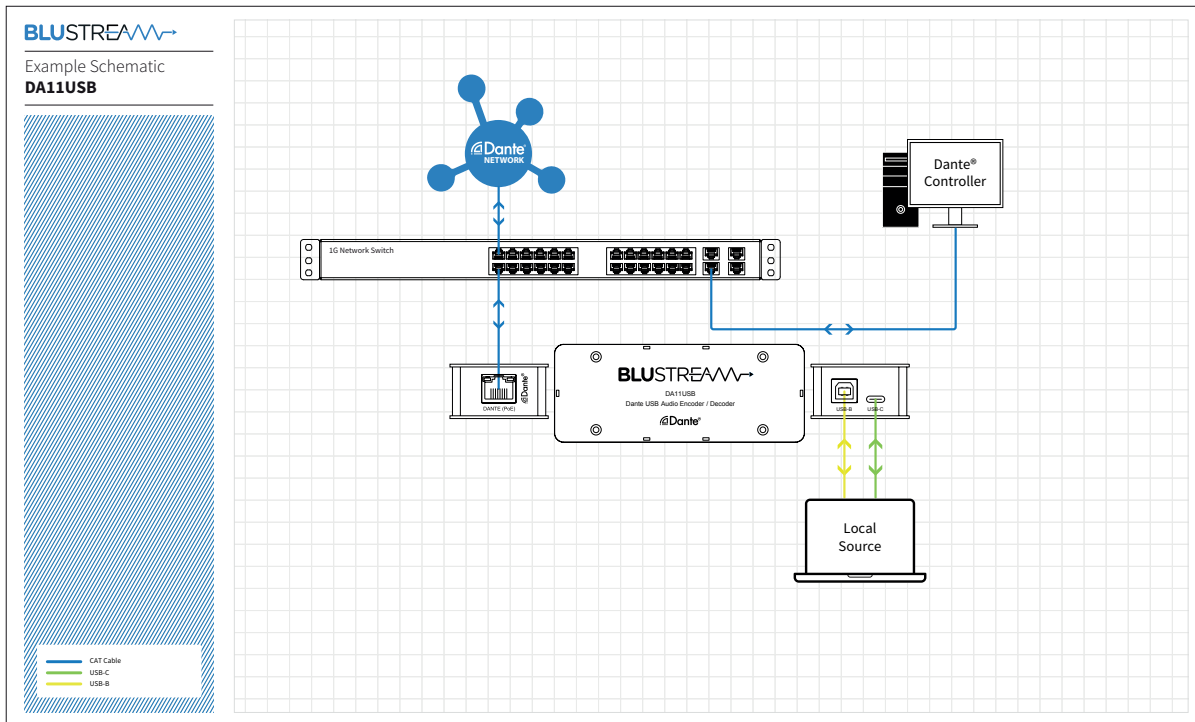 BLUSTREAM
Example Schematic
DA11USB
Dante®
NETWORK
Dante®
Controller
1G Network Switch
DANTE (PoE)
Dante®
BLUSTREAM
DA11USB
Dante USB Audio Encoder / Decoder
Dante®
USB-B
USB-C
Local
Source
CAT Cable
USB-C
USB-B